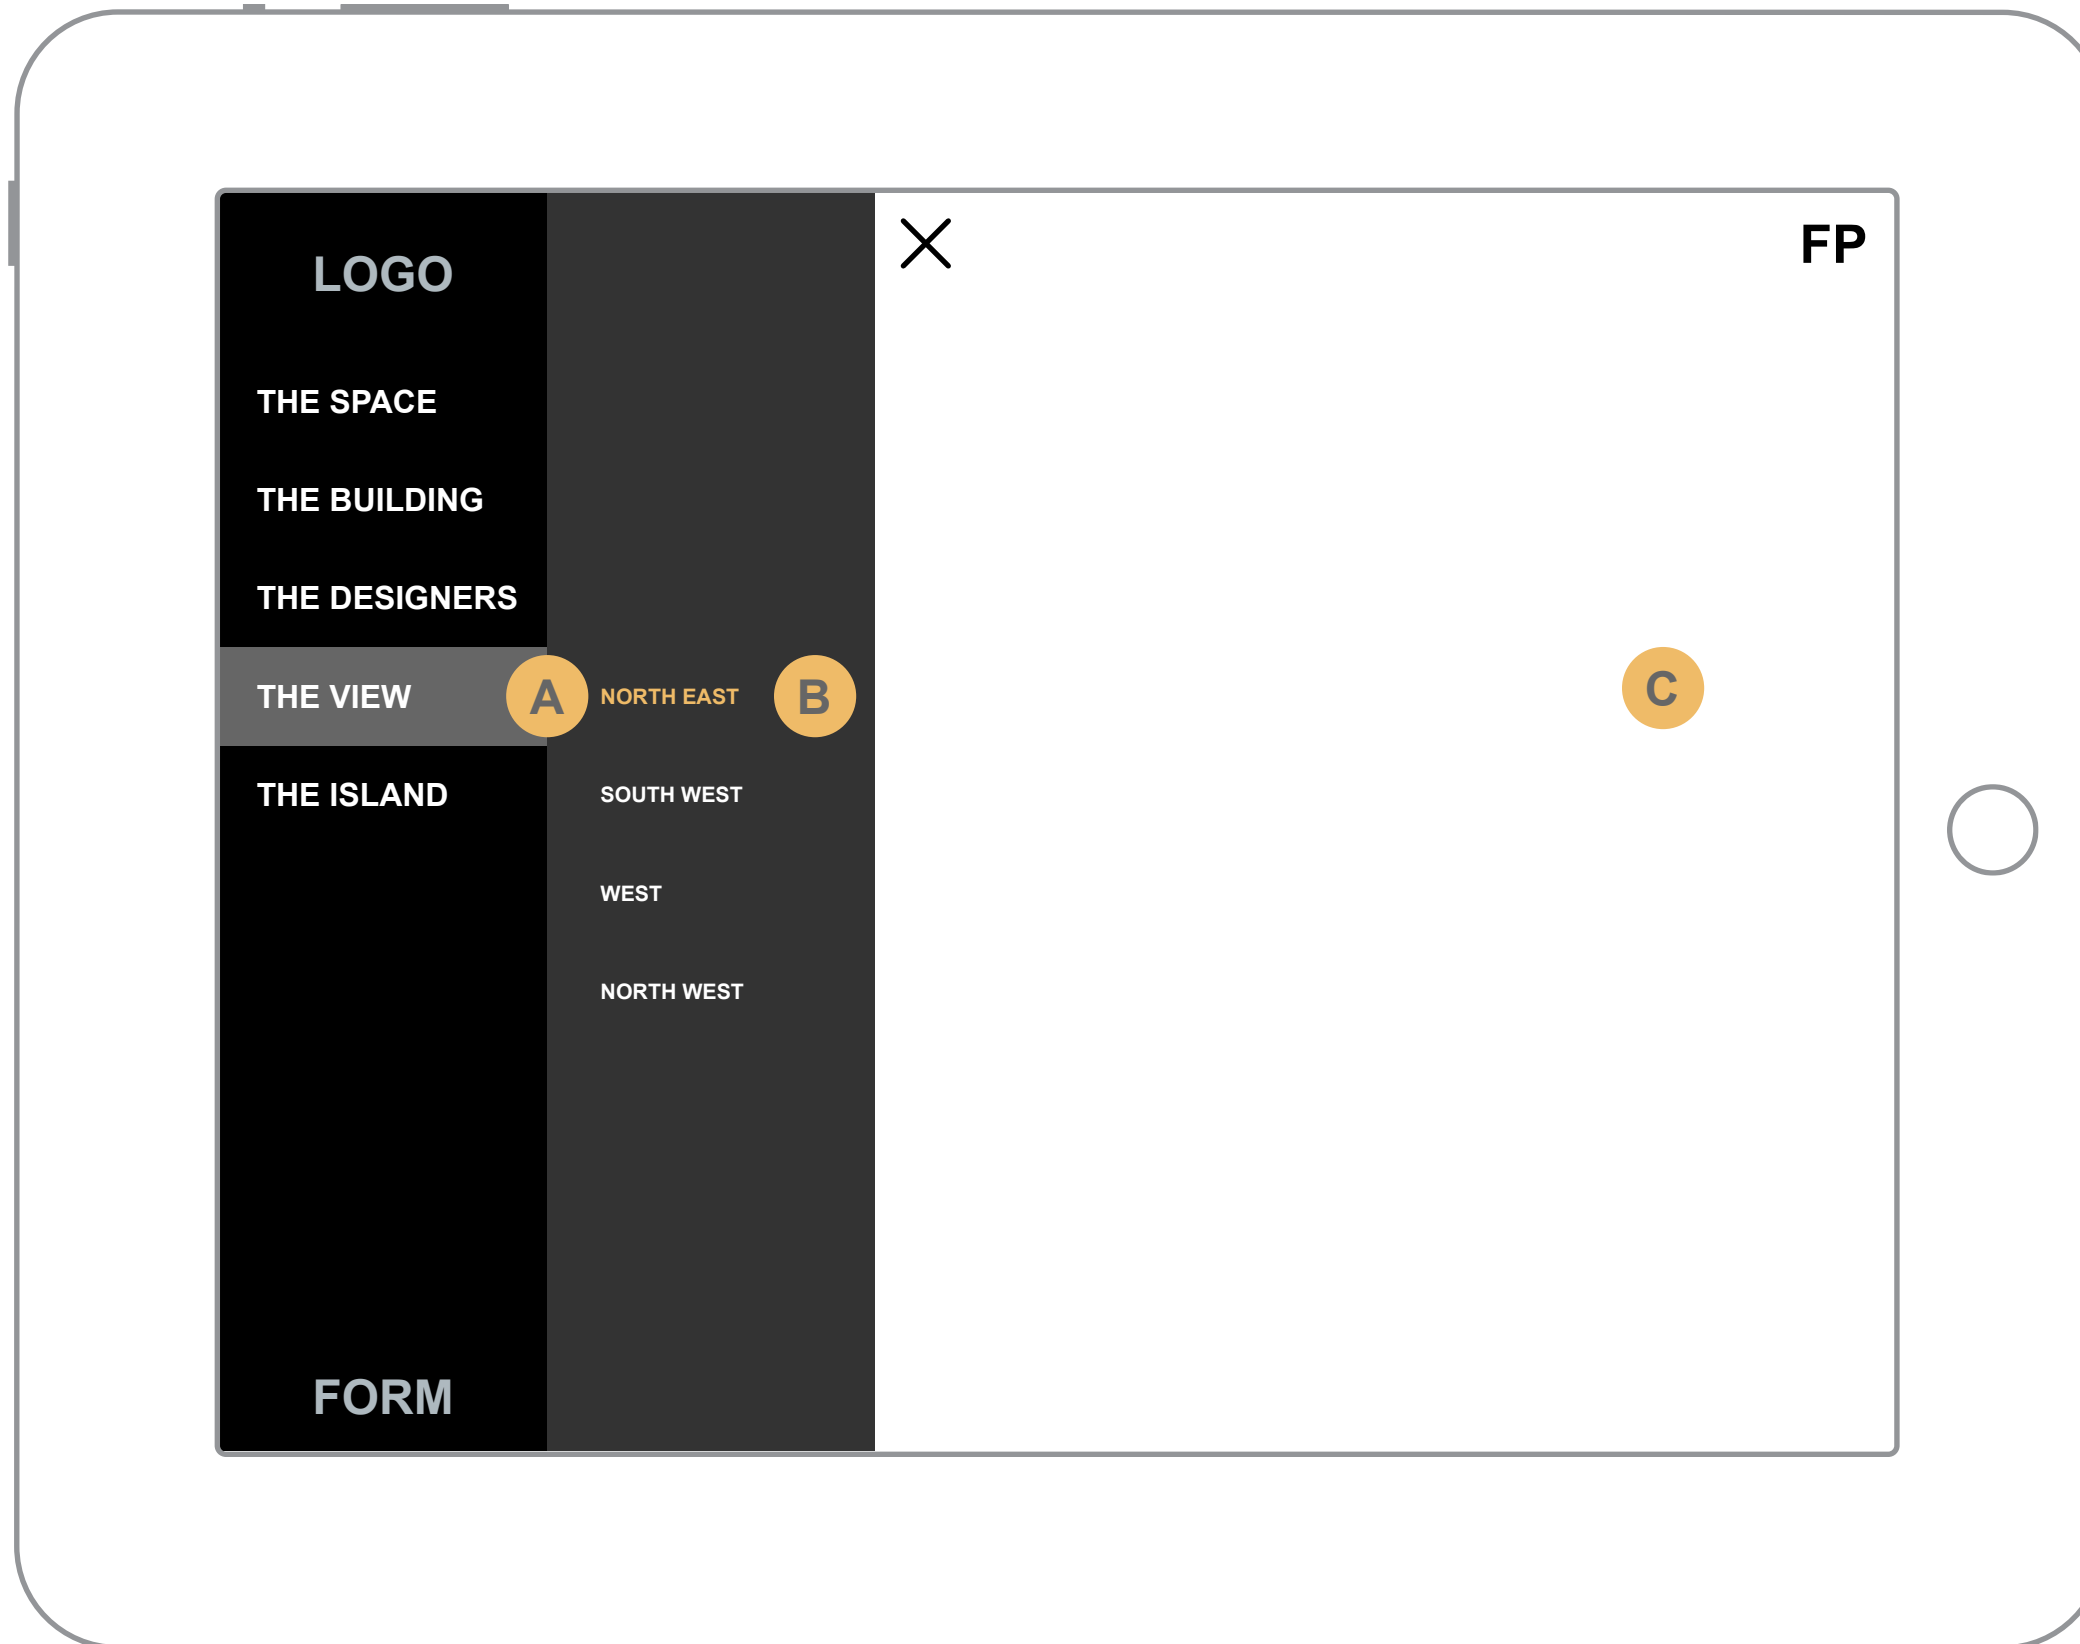 LOGO
FP
THE SPACE
THE BUILDING
THE DESIGNERS
THE VIEW
A
NORTH EAST
B
C
THE ISLAND
SOUTH WEST
WEST
NORTH WEST
FORM